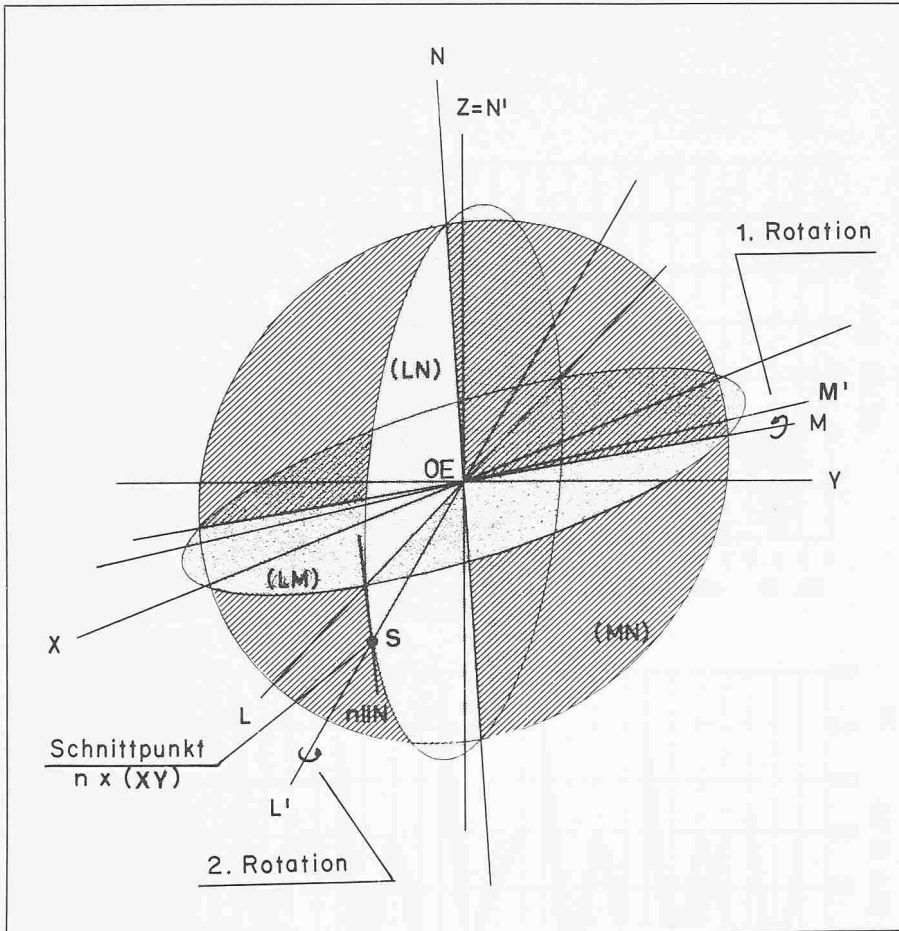 N
Z=N'
1. Rotation
(LN)
M'
M
OE
Y
(LM)
(MN)
X
S
L
n||N
Schnittpunkt
n x (XY)
L'
2. Rotation